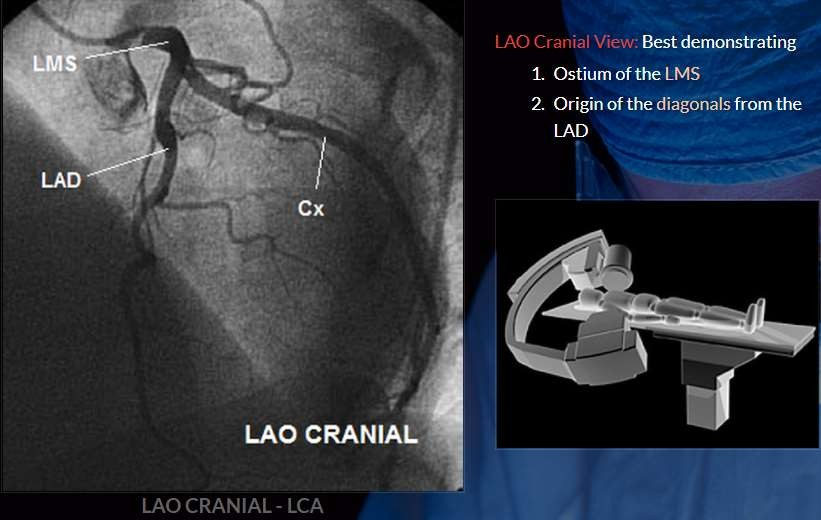 LMS
LAD
Cx
LAO CRANIAL
LAO CRANIAL - LCA
LAO Cranial View: Best demonstrating
1. Ostium of the LMS
2. Origin of the diagonals from the
LAD